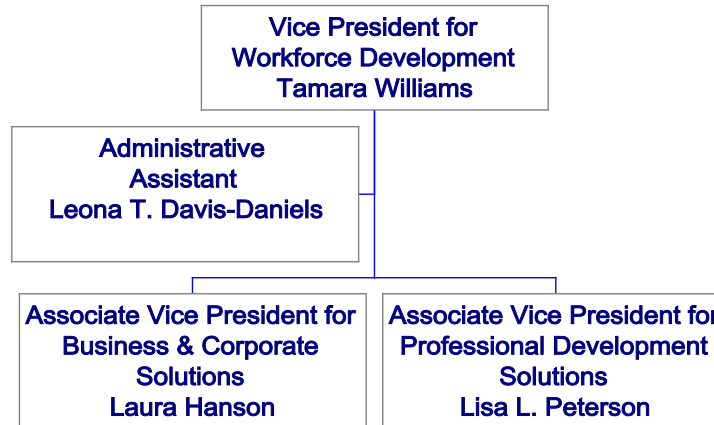 Vice President for
Workforce Development
Tamara Williams
Administrative
Assistant
Leona T. Davis-Daniels
Associate Vice President for
Business & Corporate
Solutions
Laura Hanson
Associate Vice President for
Professional Development
Solutions
Lisa L. Peterson